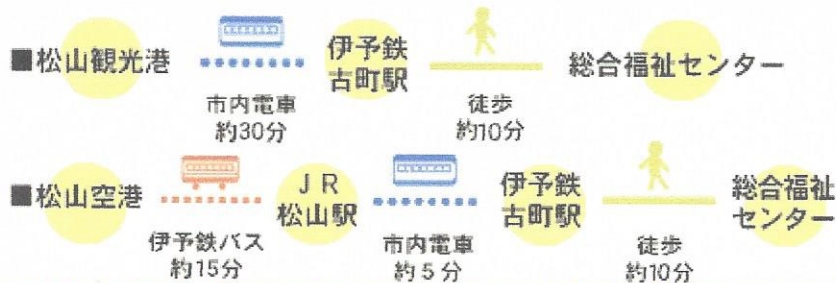 ■松山観光港
伊予鉄
古町駅
総合福祉センター
市内電車
約30分
徒歩
約10分
■松山空港
JR
松山駅
伊予鉄
古町駅
総合福祉
センター
伊予鉄バス
約15分
市内電車
約5分
徒歩
約10分